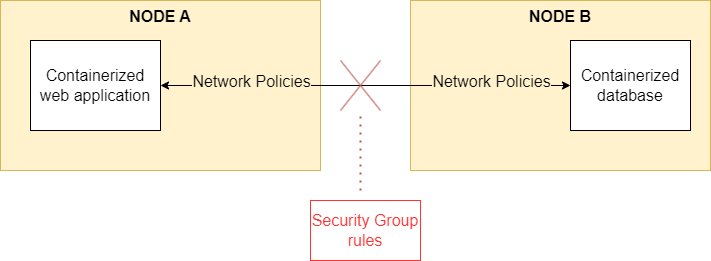 NODE A
NODE B
Containerized
web application
Network Policies
Network Policies
Containerized
database
Security Group
rules